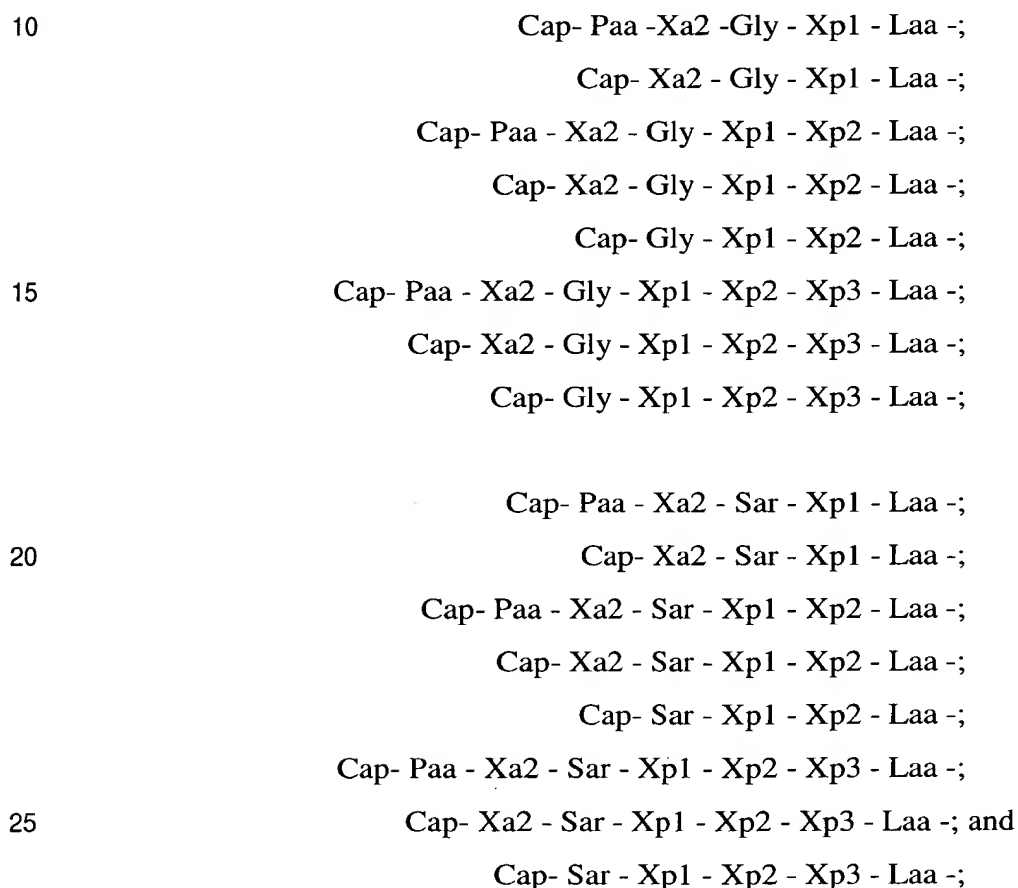 10 Cap- Paa -Xa2 -Gly - Xp1 - Laa -;
Cap- Xa2 - Gly - Xp1 - Laa -;
Cap- Paa - Xa2 - Gly - Xp1 - Xp2 - Laa -;
Cap- Xa2 - Gly - Xp1 - Xp2 - Laa -;
Cap- Gly - Xp1 - Xp2 - Laa -;
15 Cap- Paa - Xa2 - Gly - Xp1 - Xp2 - Xp3 - Laa -;
Cap- Xa2 - Gly - Xp1 - Xp2 - Xp3 - Laa -;
Cap- Gly - Xp1 - Xp2 - Xp3 - Laa -;
Cap- Paa - Xa2 - Sar - Xp1 - Laa -;
20 Cap- Xa2 - Sar - Xp1 - Laa -;
Cap- Paa - Xa2 - Sar - Xp1 - Xp2 - Laa -;
Cap- Xa2 - Sar - Xp1 - Xp2 - Laa -;
Cap- Sar - Xp1 - Xp2 - Laa -;
Cap- Paa - Xa2 - Sar - Xp1 - Xp2 - Xp3 - Laa -;
25 Cap- Xa2 - Sar - Xp1 - Xp2 - Xp3 - Laa -; and
Cap- Sar - Xp1 - Xp2 - Xp3 - Laa -;